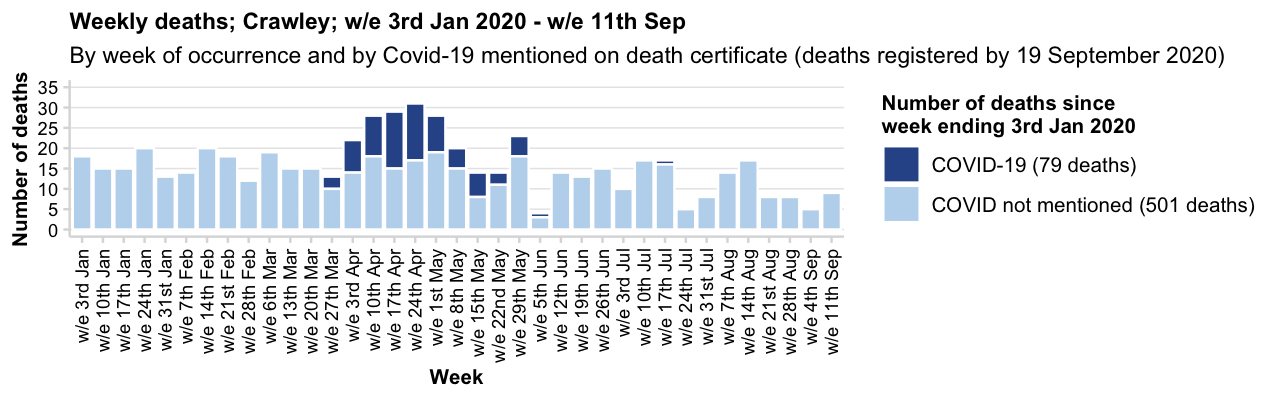 Weekly deaths; Crawley; w/e 3rd Jan 2020 - w/e 11th Sep
By week of occurrence and by Covid-19 mentioned on death certificate (deaths registered by 19 September 2020)
Number of deaths
35
30
25
20
15
10
5
0
w/e 3rd Jan
w/e 10th Jan
w/e 17th Jan
w/e 24th Jan
w/e 31st Jan
w/e 7th Feb
w/e 14th Feb
w/e 21st Feb
w/e 28th Feb
w/e 6th Mar
w/e 13th Mar
w/e 20th Mar
w/e 27th Mar
w/e 3rd Apr
w/e 10th Apr
w/e 17th Apr
w/e 24th Apr
w/e 1st May
w/e 8th May
w/e 15th May
w/e 22nd May
w/e 29th May
w/e 5th Jun
w/e 12th Jun
w/e 19th Jun
w/e 26th Jun
w/e 3rd Jul
w/e 10th Jul
w/e 17th Jul
w/e 24th Jul
w/e 31st Jul
w/e 7th Aug
w/e 14th Aug
w/e 21st Aug
w/e 28th Aug
w/e 4th Sep
w/e 11th Sep
Week
Number of deaths since
week ending 3rd Jan 2020
COVID-19 (79 deaths)
COVID not mentioned (501 deaths)